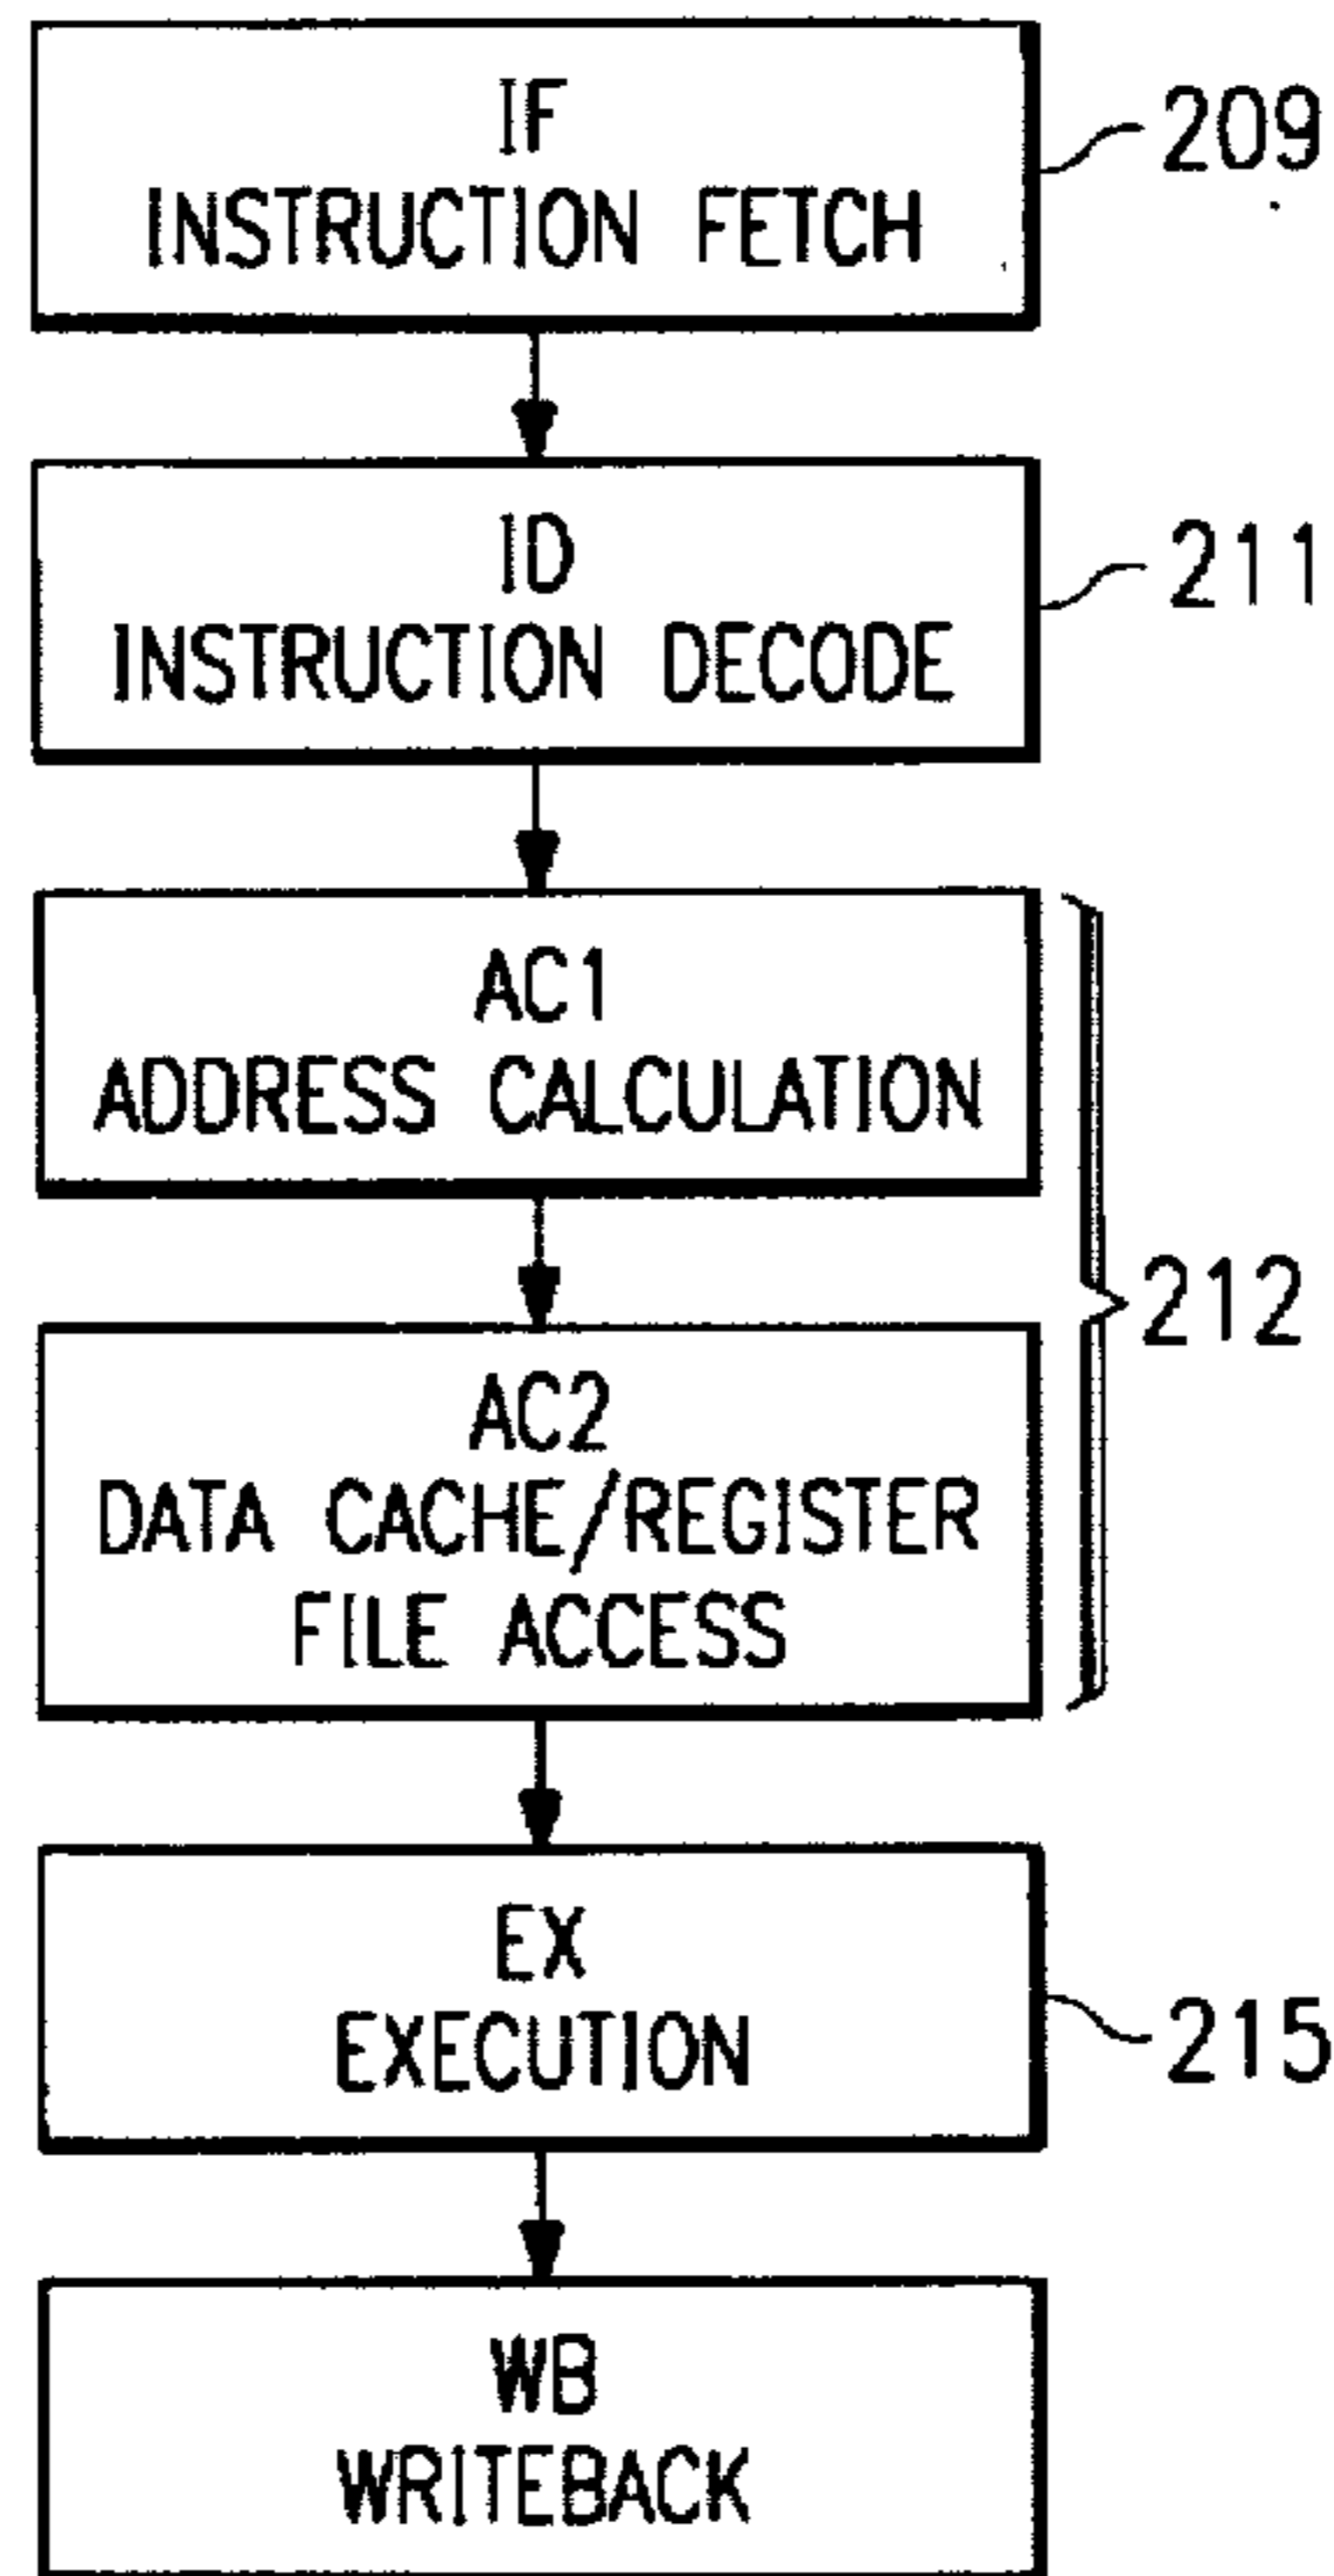 IF
INSTRUCTION FETCH
209
ID
INSTRUCTION DECODE
211
AC1
ADDRESS CALCULATION
212
AC2
DATA CACHE/REGISTER
FILE ACCESS
EX
EXECUTION
215
WB
WRITEBACK